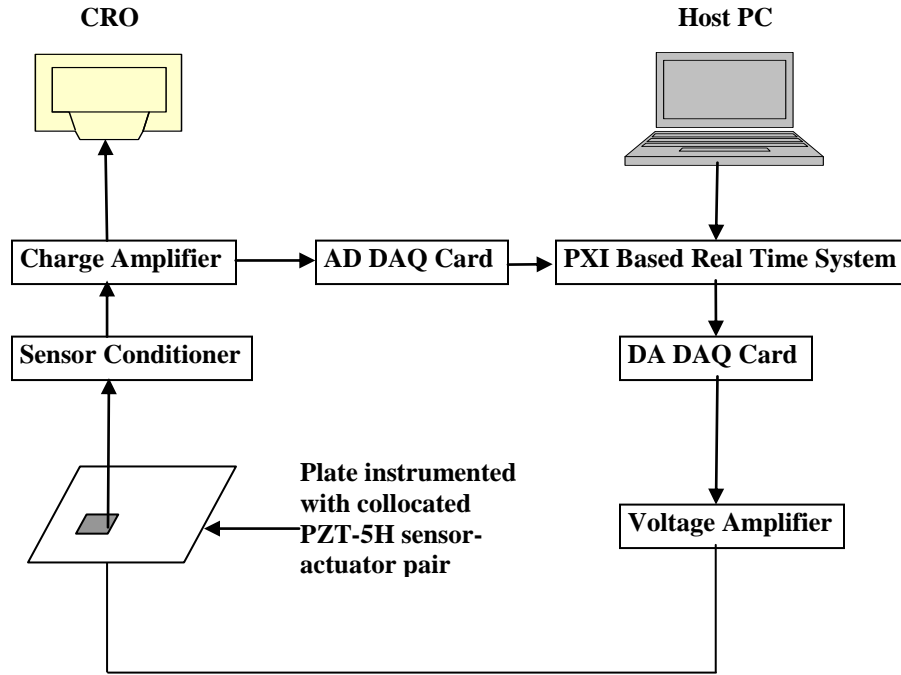 CRO
Host PC
Charge Amplifier
AD DAQ Card
PXI Based Real Time System
Sensor Conditioner
DA DAQ Card
Plate instrumented
with collocated
PZT-5H sensor-
actuator pair
Voltage Amplifier